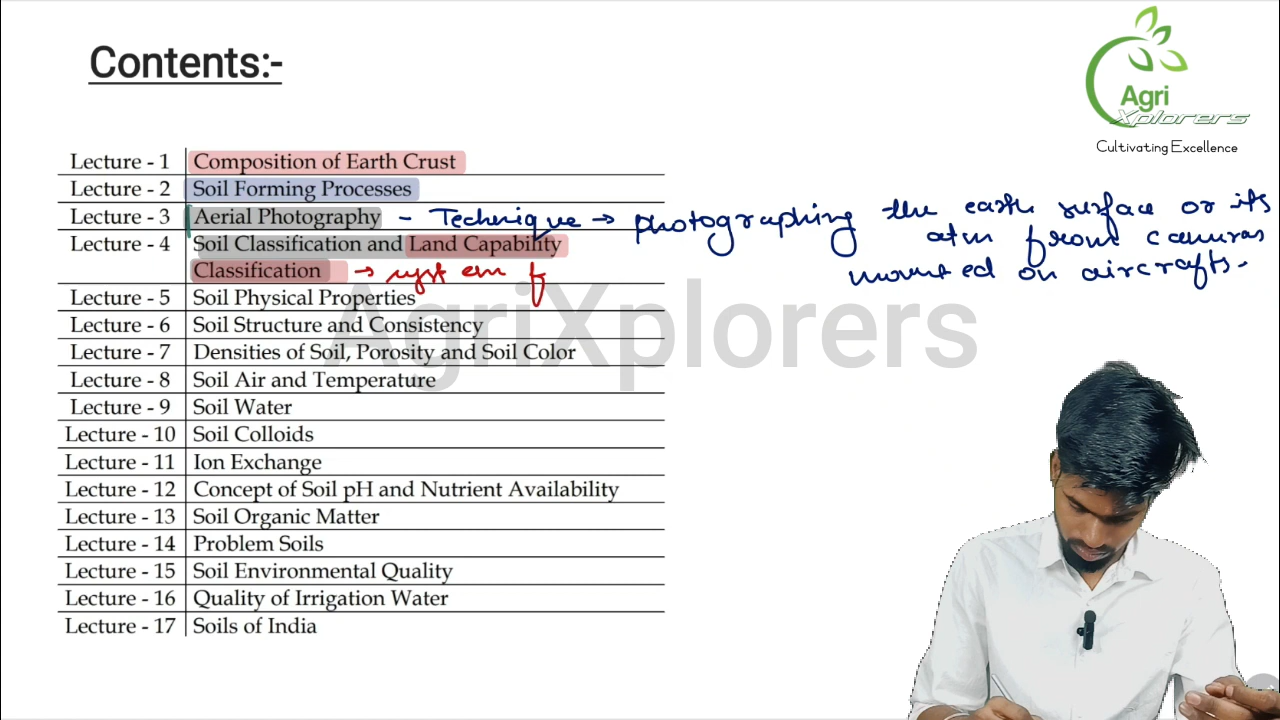 Contents:-
Agri
Xplorers
Cultivating Excellence
Lecture - 1 Composition of Earth Crust
Lecture - 2 Soil Forming Processes
Lecture - 3 Aerial Photography - Technique → photographing the earth surface or its
atm from cameras
mounted on aircrafts.
Lecture - 4 Soil Classification and Land Capability
Classification → system f
Lecture - 5 Soil Physical Properties
Lecture - 6 Soil Structure and Consistency
AgriXplorers
Lecture - 7 Densities of Soil, Porosity and Soil Color
Lecture - 8 Soil Air and Temperature
Lecture - 9 Soil Water
Lecture - 10 Soil Colloids
Lecture - 11 Ion Exchange
Lecture - 12 Concept of Soil pH and Nutrient Availability
Lecture - 13 Soil Organic Matter
Lecture - 14 Problem Soils
Lecture - 15 Soil Environmental Quality
Lecture - 16 Quality of Irrigation Water
Lecture - 17 Soils of India